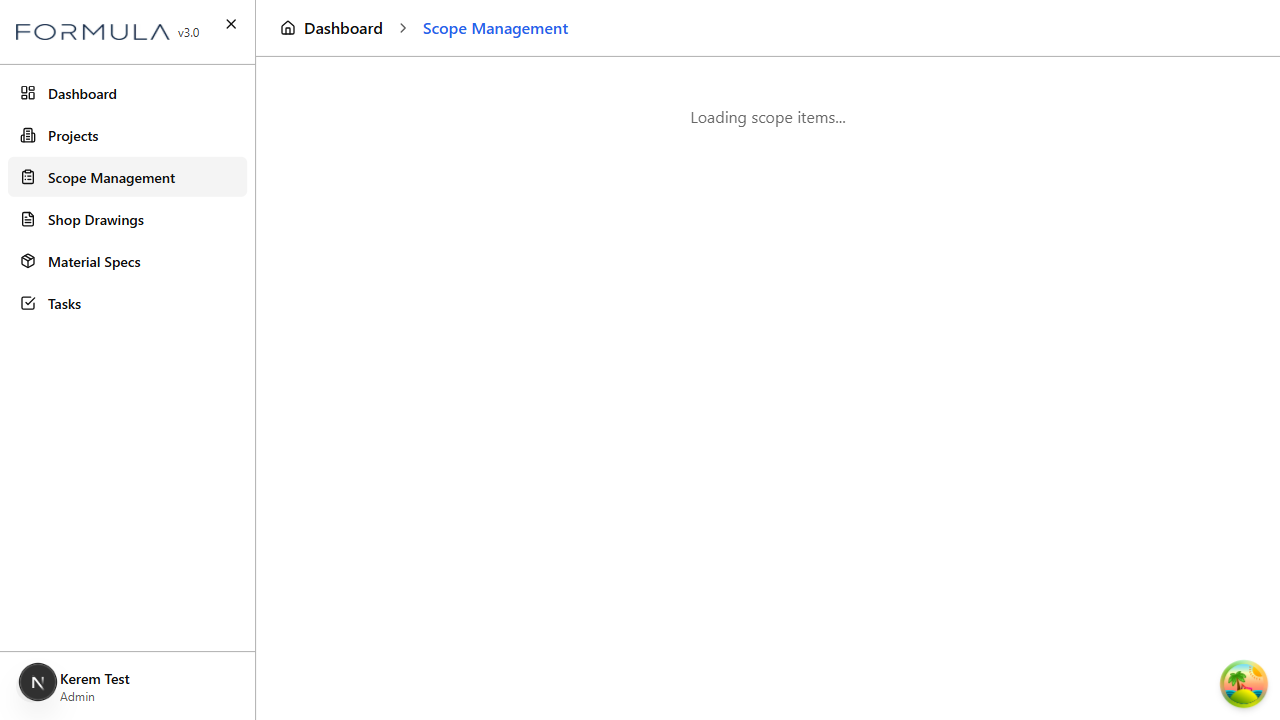 FORMULA v3.0
Dashboard
Projects
Scope Management
Shop Drawings
Material Specs
Tasks
N
Kerem Test
Admin
Dashboard > Scope Management
Loading scope items...